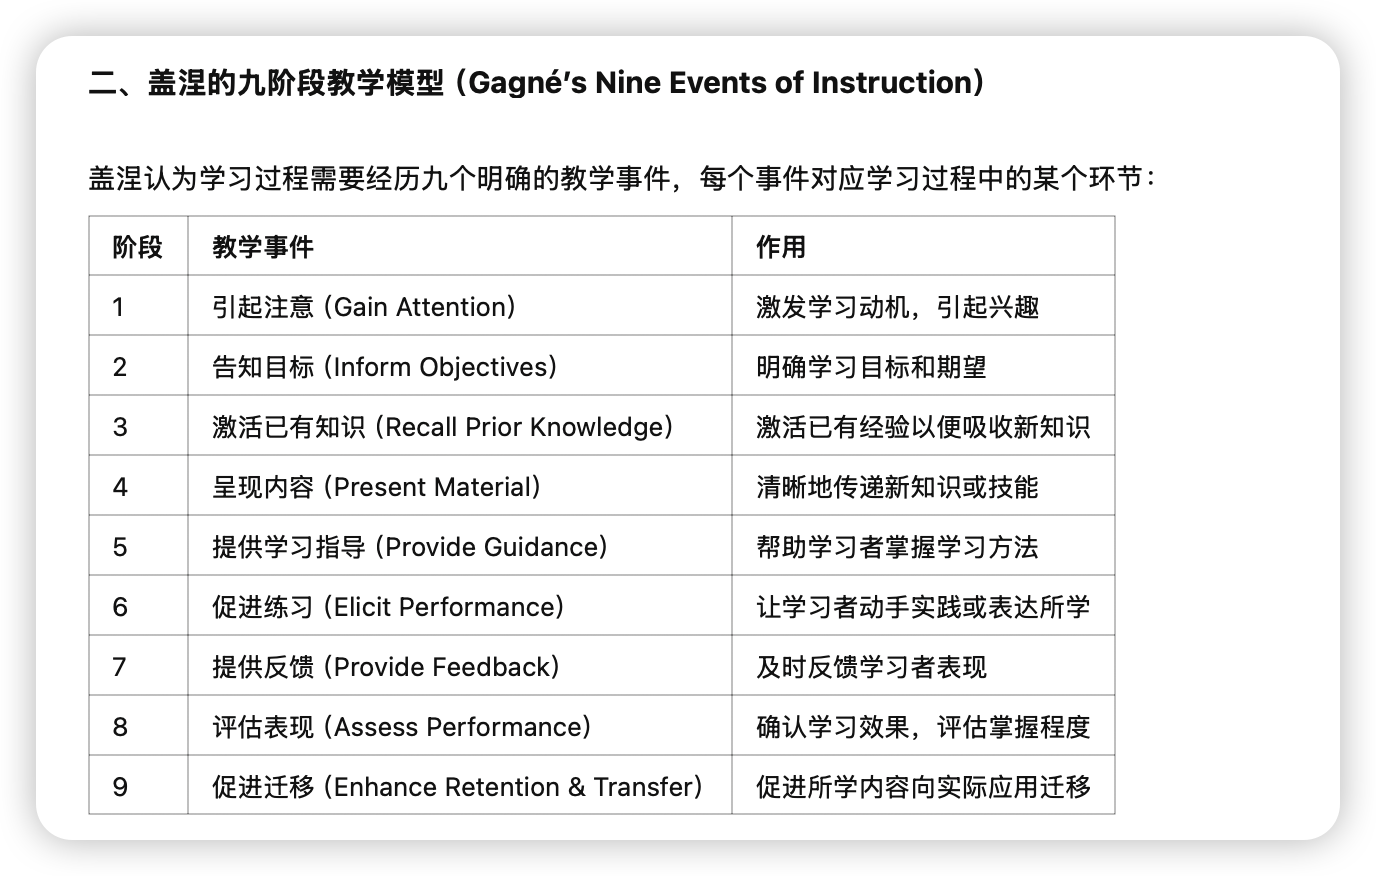 二、盖涅的九阶段教学模型（Gagné’s Nine Events of Instruction）
盖涅认为学习过程需要经历九个明确的教学事件，每个事件对应学习过程中的某个环节：
阶段 教学事件 作用
1 引起注意（Gain Attention） 激发学习动机，引起兴趣
2 告知目标（Inform Objectives） 明确学习目标和期望
3 激活已有知识（Recall Prior Knowledge） 激活已有经验以便吸收新知识
4 呈现内容（Present Material） 清晰地传递新知识或技能
5 提供学习指导（Provide Guidance） 帮助学习者掌握学习方法
6 促进练习（Elicit Performance） 让学习者动手实践或表达所学
7 提供反馈（Provide Feedback） 及时反馈学习者表现
8 评估表现（Assess Performance） 确认学习效果，评估掌握程度
9 促进迁移（Enhance Retention & Transfer） 促进所学内容向实际应用迁移